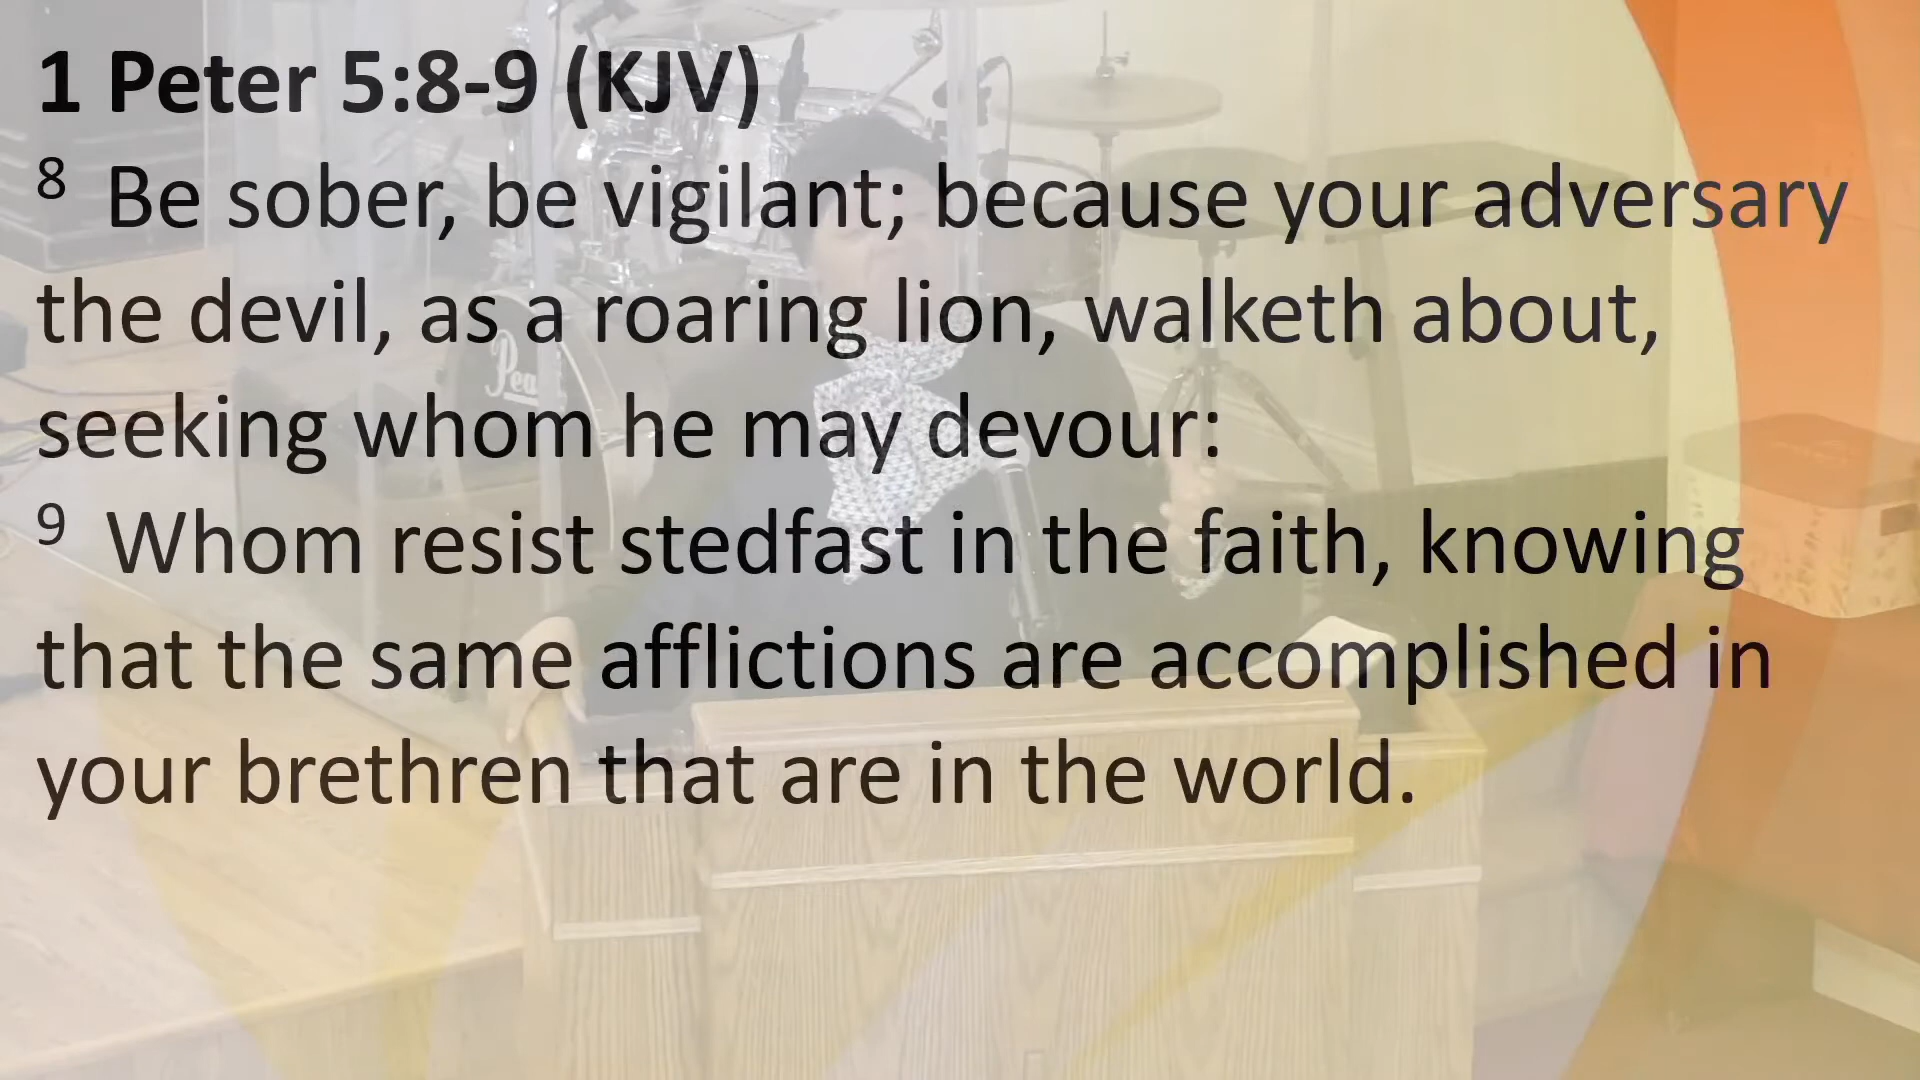 1 Peter 5:8-9 (KJV)
8 Be sober, be vigilant; because your adversary
the devil, as a roaring lion, walketh about,
seeking whom he may devour:
9 Whom resist stedfast in the faith, knowing
that the same afflictions are accomplished in
your brethren that are in the world.